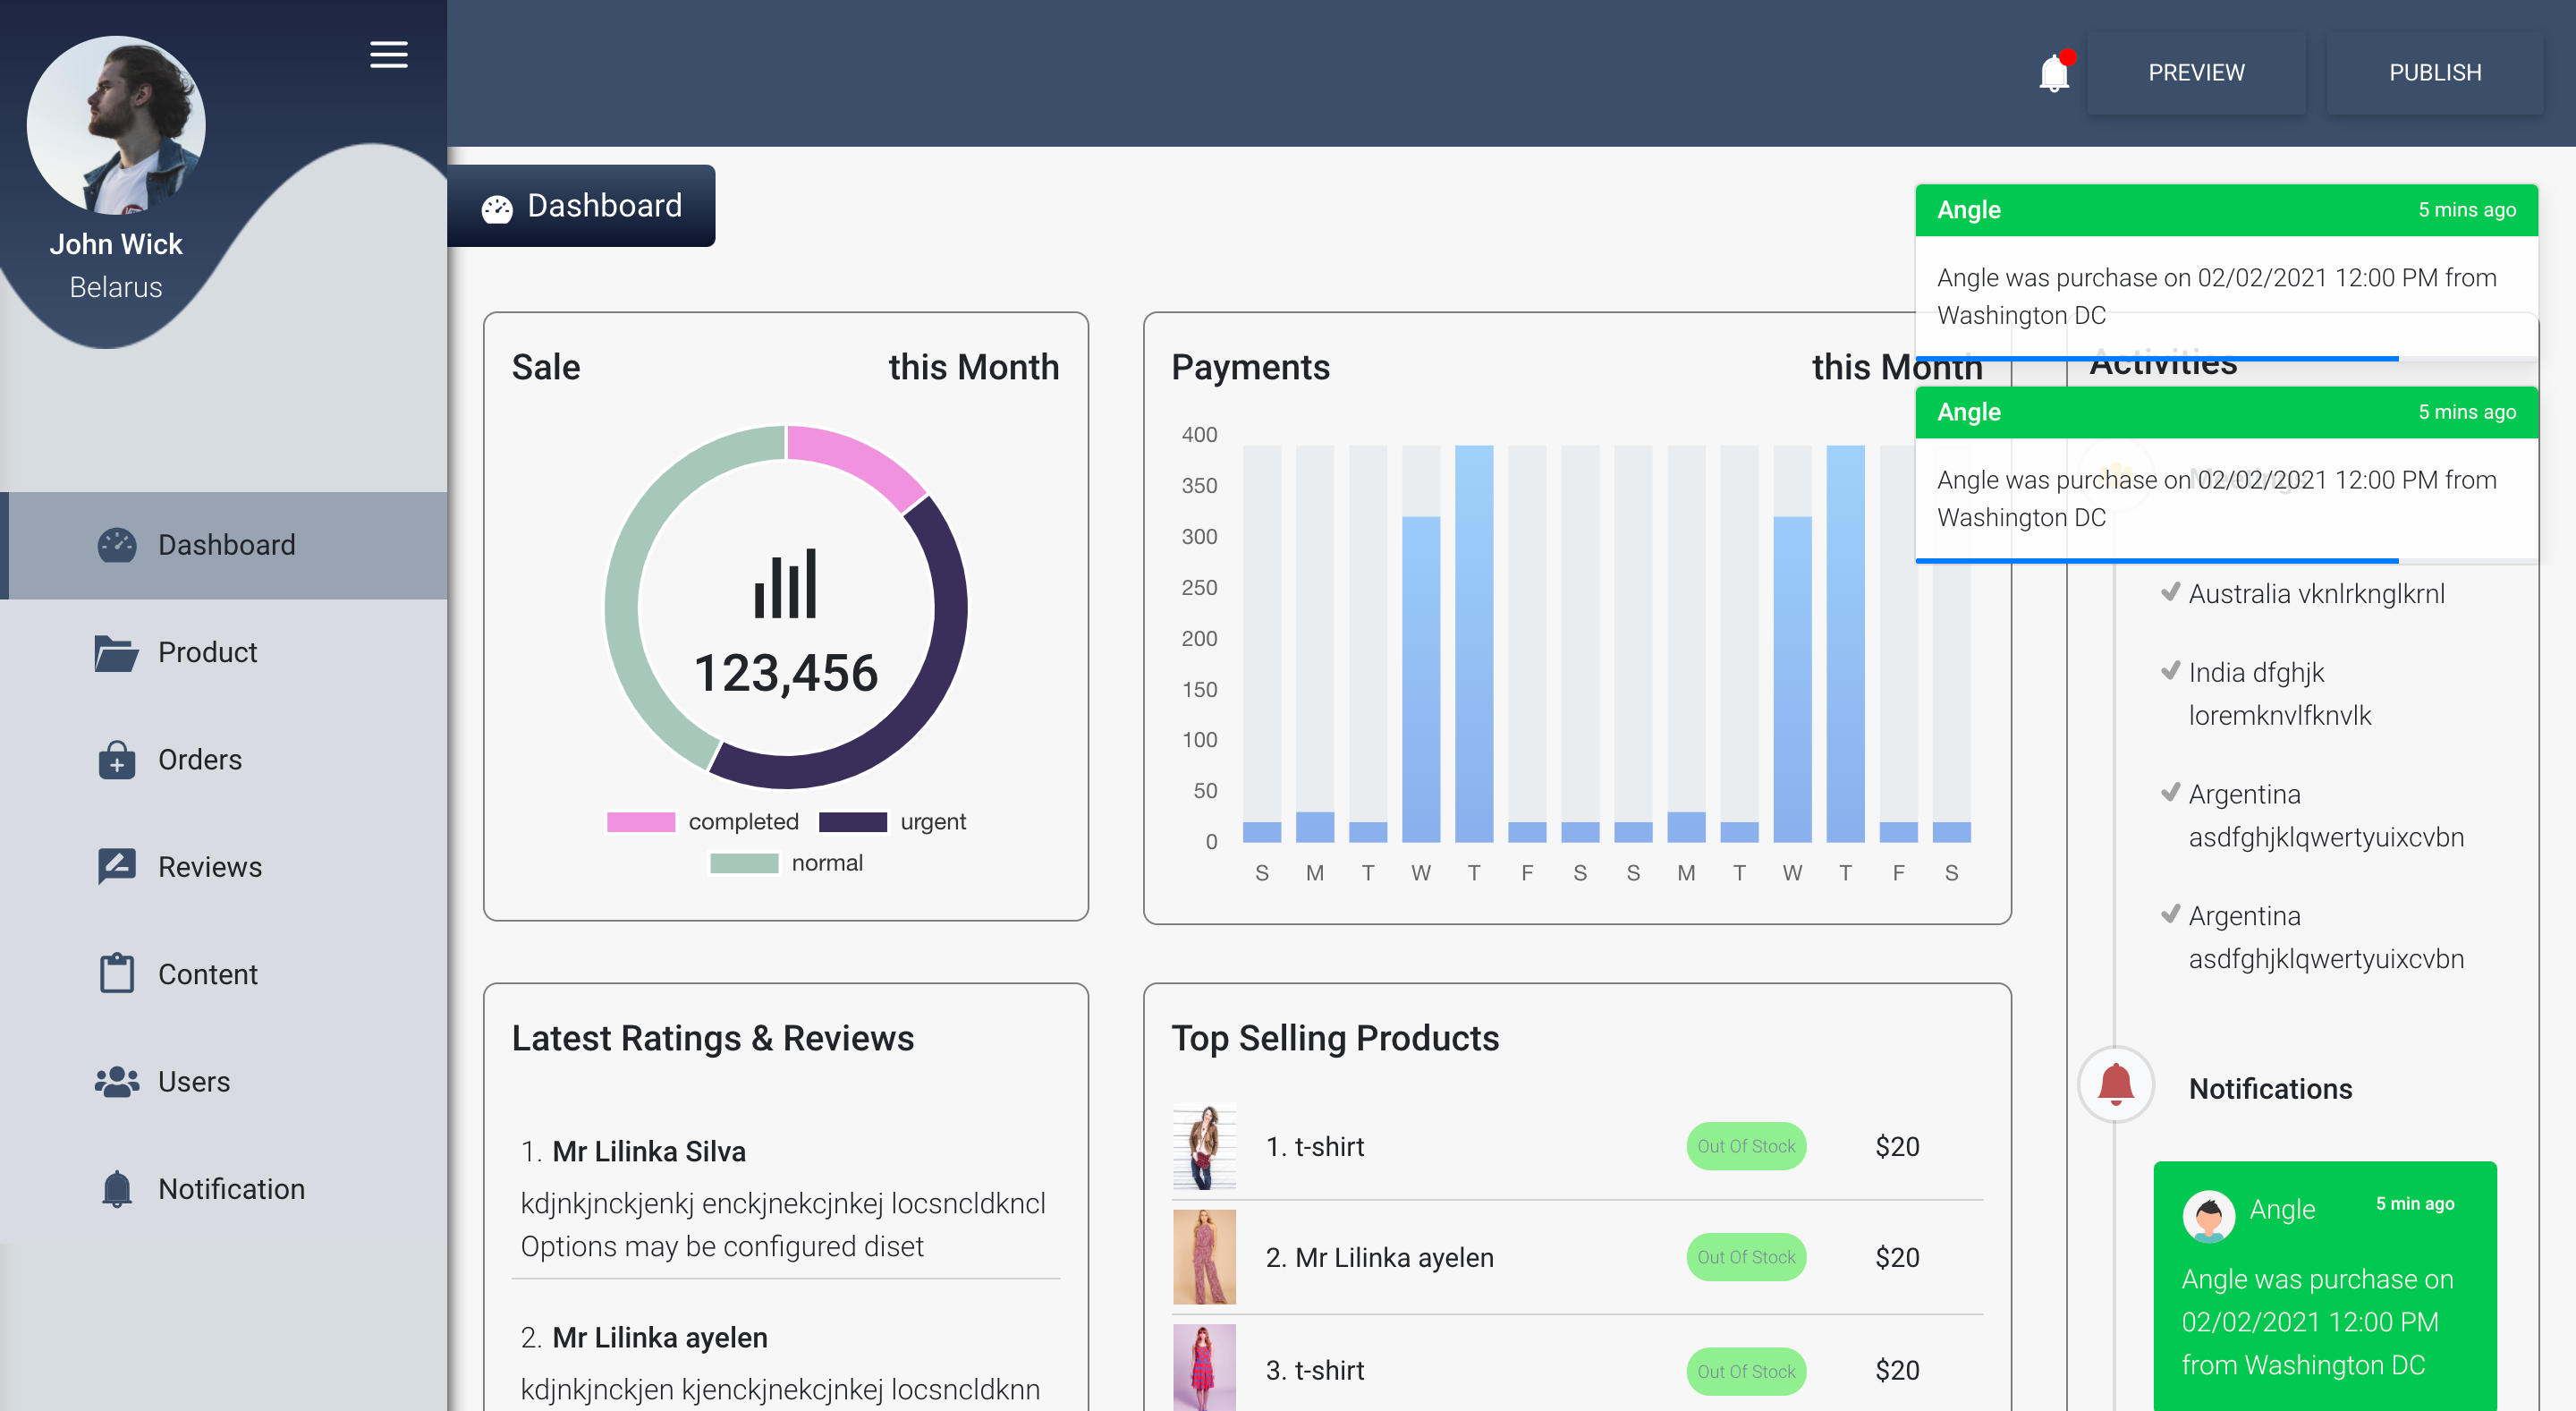 John Wick
Belarus
Dashboard
Product
Orders
Reviews
Content
Users
Notification
PREVIEW
PUBLISH
Dashboard
Sale this Month
123,456
completed urgent
normal
Payments this Month
400
350
300
250
200
150
100
50
0
S M T W T F S S M T W T F S
Latest Ratings & Reviews
1. Mr Lilinka Silva
kdjnkjnckjenkj enckjnekcjnkej locsncldkncl
Options may be configured diset
2. Mr Lilinka ayelen
kdjnkjnckjen kjenckjnekcjnkej locsncldknn
Top Selling Products
1. t-shirt Out Of Stock $20
2. Mr Lilinka ayelen Out Of Stock $20
3. t-shirt Out Of Stock $20
Angle 5 mins ago
Angle was purchase on 02/02/2021 12:00 PM from
Washington DC
Activities
Angle 5 mins ago
Angle was purchase on 02/02/2021 12:00 PM from
Washington DC
Meetings
Australia vknlrknglkrnl
India dfghjk
loremknvlfknvlk
Argentina
asdfghjklqwertyuixcvbn
Argentina
asdfghjklqwertyuixcvbn
Notifications
Angle 5 min ago
Angle was purchase on
02/02/2021 12:00 PM
from Washington DC